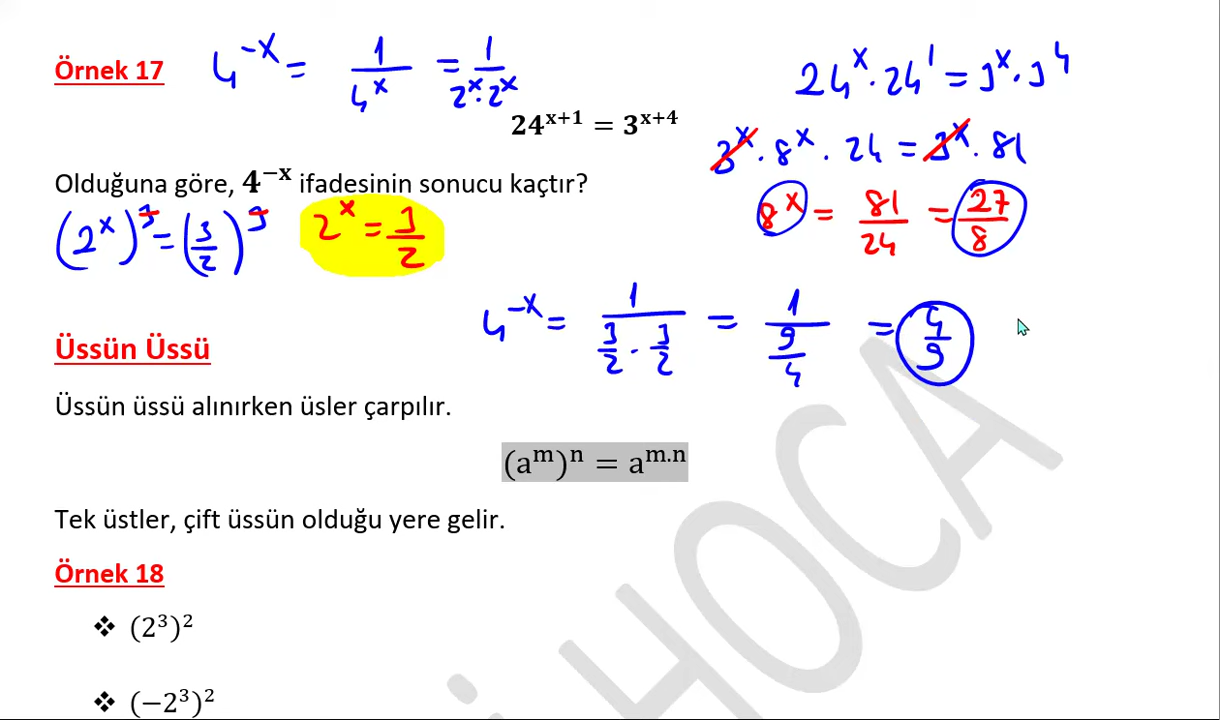 Örnek 17
4^{-x} = 1/4^x = 1/(2^x · 2^x)
24^{x+1} = 3^{x+4}
24^x · 24^1 = 3^x · 3^4
3^x · 8^x · 24 = 3^x · 81
8^x = 81/24 = 27/8
Olduğuna göre, 4^{-x} ifadesinin sonucu kaçtır?
(2^x)^3 = (3/2)^3
2^x = 3/2
4^{-x} = 1/(3/2 · 3/2) = 1/(9/4) = 4/9
Üssün Üssü
Üssün üssü alınırken üsler çarpılır.
(a^m)^n = a^{m.n}
Tek üstler, çift üssün olduğu yere gelir.
Örnek 18
❖ (2^3)^2
❖ (−2^3)^2
HOCA